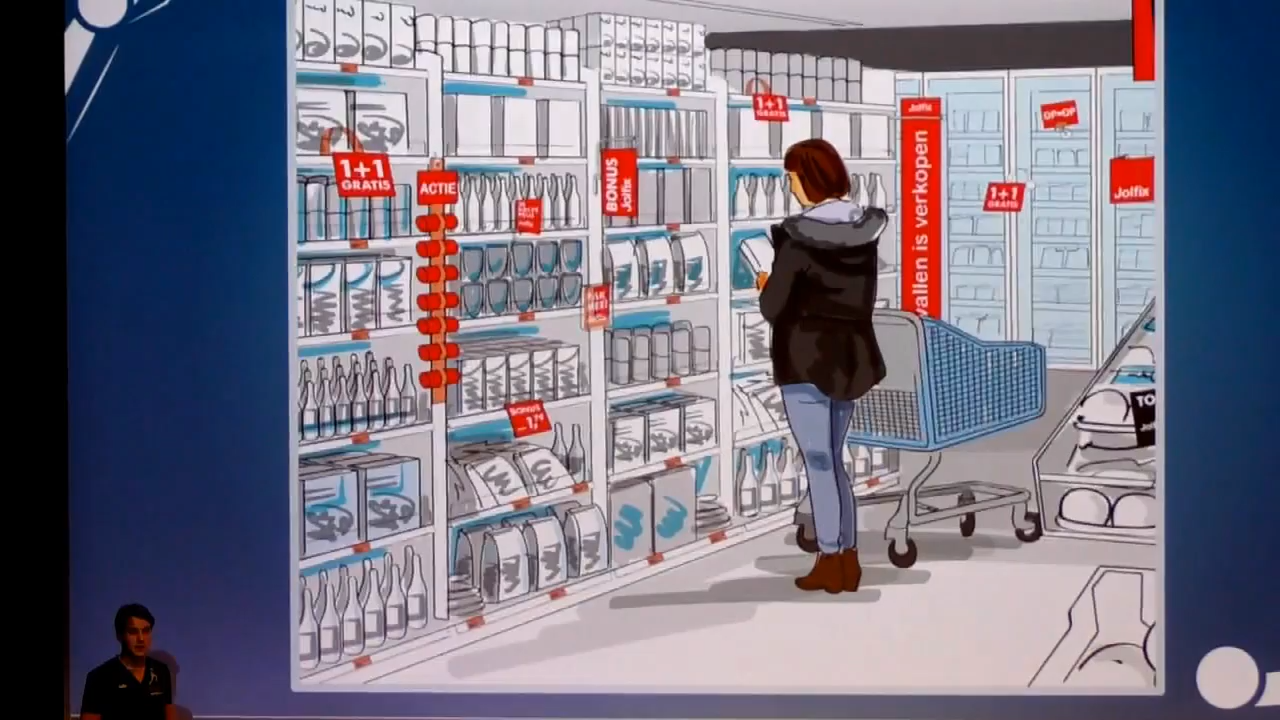 1+1
GRATIS
ACTIE
BONUS
Jolfix
1+1
GRATIS
Jolfix
vallen is verkopen
OP=OP
1+1
GRATIS
Jolfix
BONUS
TO